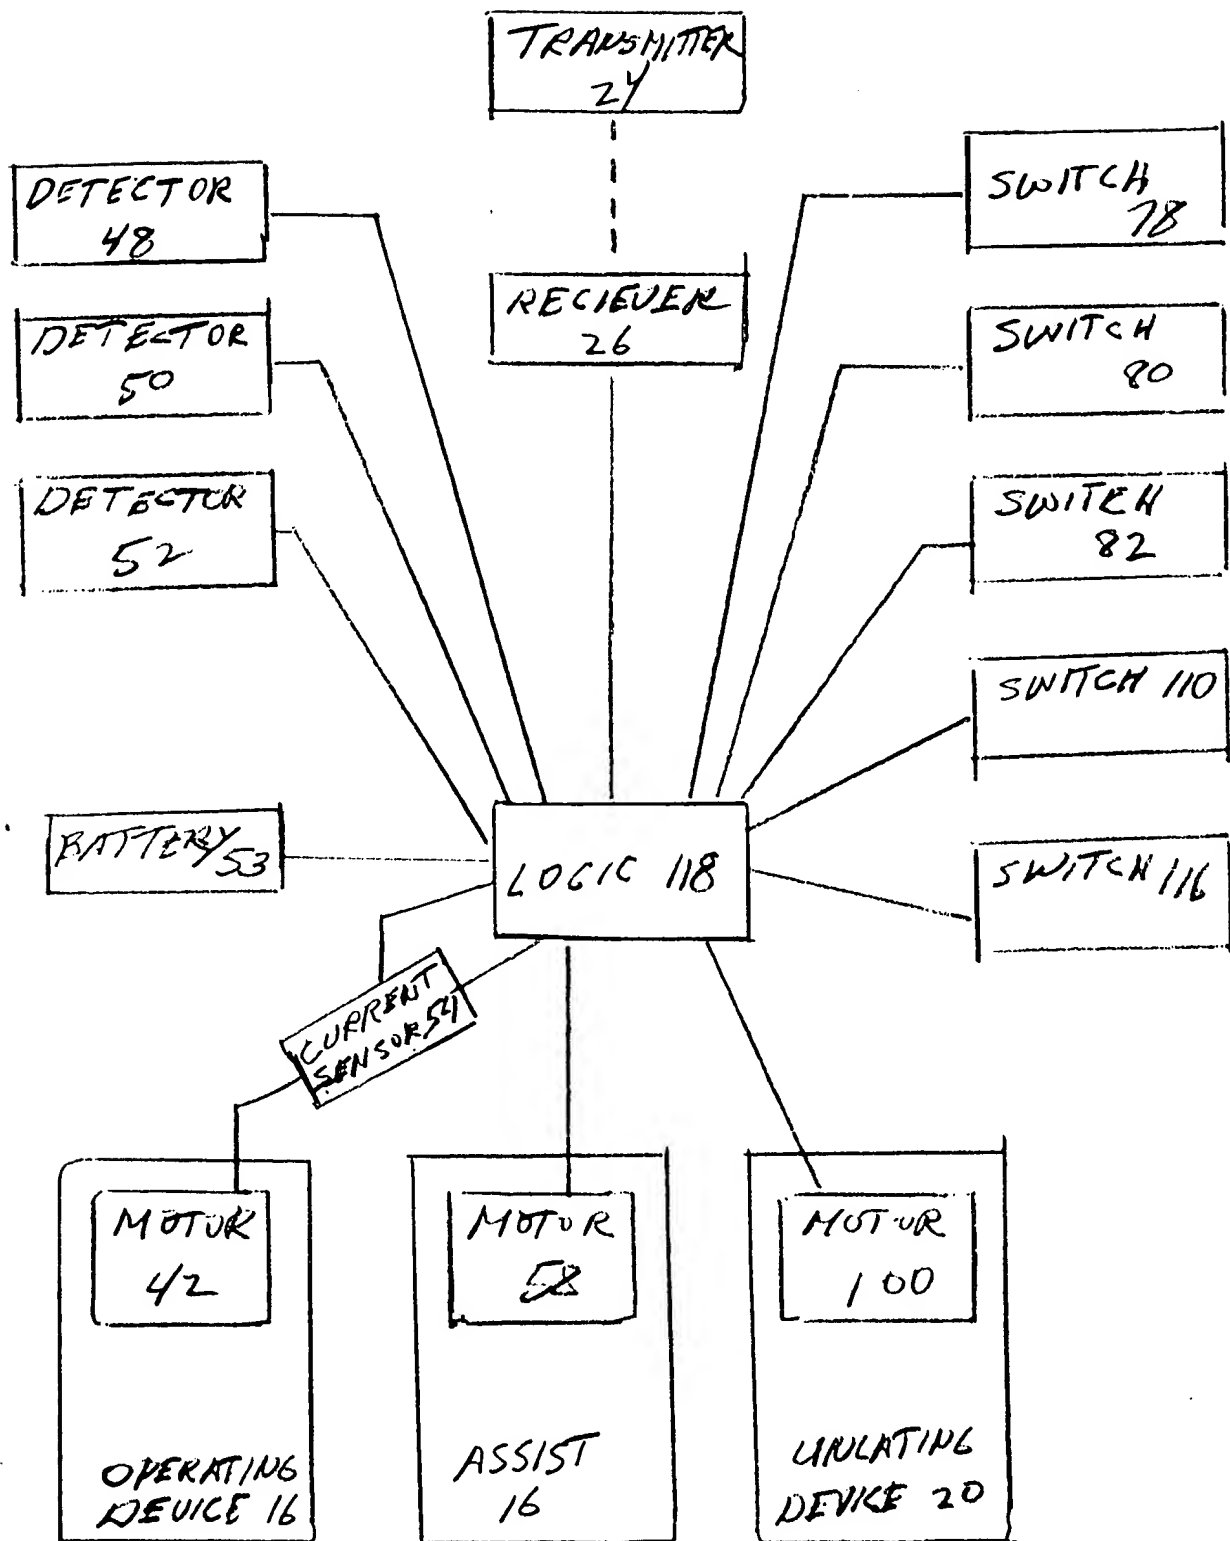 TRANSMITTER
24
DETECTOR
48
SWITCH
78
RECIEVER
26
DETECTOR
50
SWITCH
80
DETECTOR
52
SWITCH
82
SWITCH 110
BATTERY 53
LOGIC 118
SWITCH 116
CURRENT
SENSOR 54
MOTOR
42
MOTOR
58
MOTOR
100
OPERATING
DEVICE 16
ASSIST
16
UNLATING
DEVICE 20